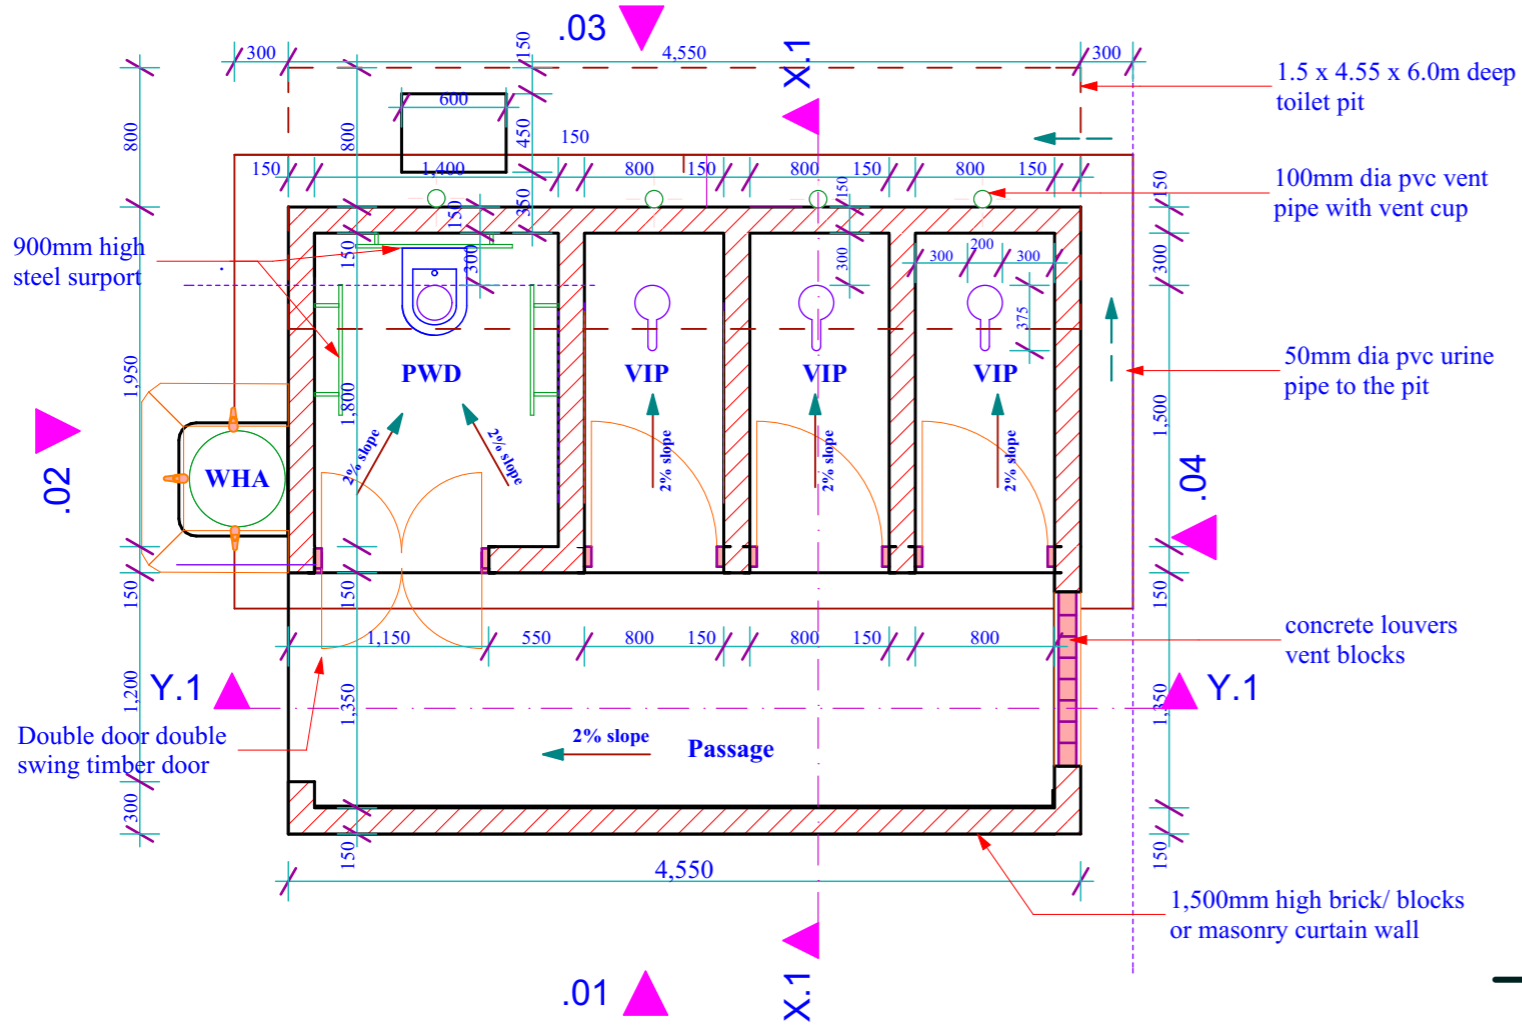 .03
X.1
300
150
4,550
300
1.5 x 4.55 x 6.0m deep
toilet pit
600
800
800
450
150
150
1,400
800
150
800
150
800
150
100mm dia pvc vent
pipe with vent cup
150
350
150
150
900mm high
steel surport
150
300
300
300
200
300
300
375
50mm dia pvc urine
pipe to the pit
1,950
PWD
VIP
VIP
VIP
1,800
1,500
2% slope
2% slope
2% slope
2% slope
2% slope
.02
WHA
.04
150
150
150
1,150
550
800
150
800
150
800
concrete louvers
vent blocks
Y.1
1,200
1,350
1,350
Y.1
Double door double
swing timber door
2% slope
Passage
300
150
150
4,550
1,500mm high brick/ blocks
or masonry curtain wall
.01
X.1